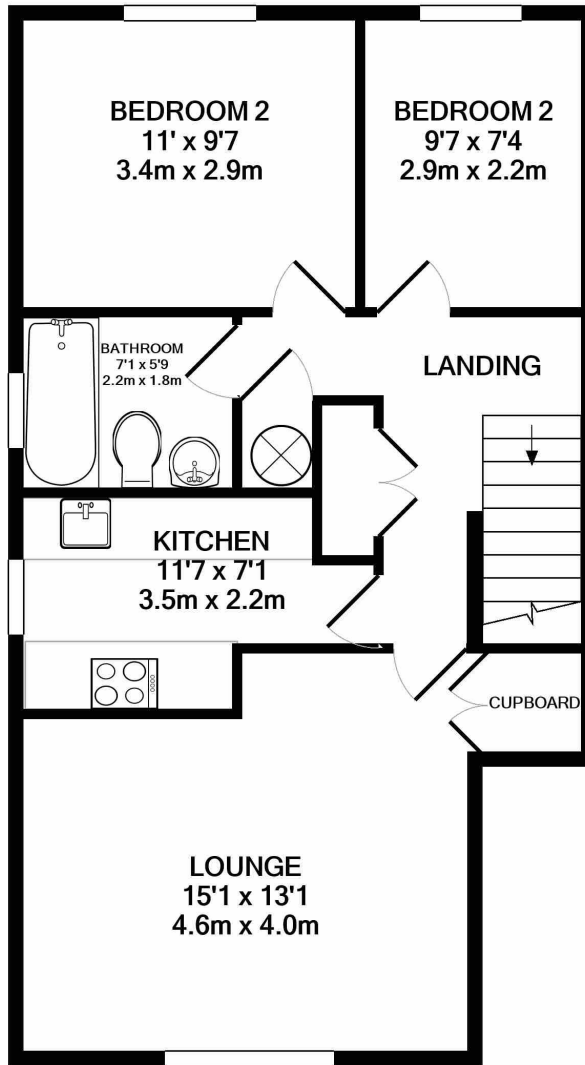 BEDROOM 2
11' x 9'7
3.4m x 2.9m
BEDROOM 2
9'7 x 7'4
2.9m x 2.2m
BATHROOM
7'1 x 5'9
2.2m x 1.8m
LANDING
KITCHEN
11'7 x 7'1
3.5m x 2.2m
CUPBOARD
LOUNGE
15'1 x 13'1
4.6m x 4.0m